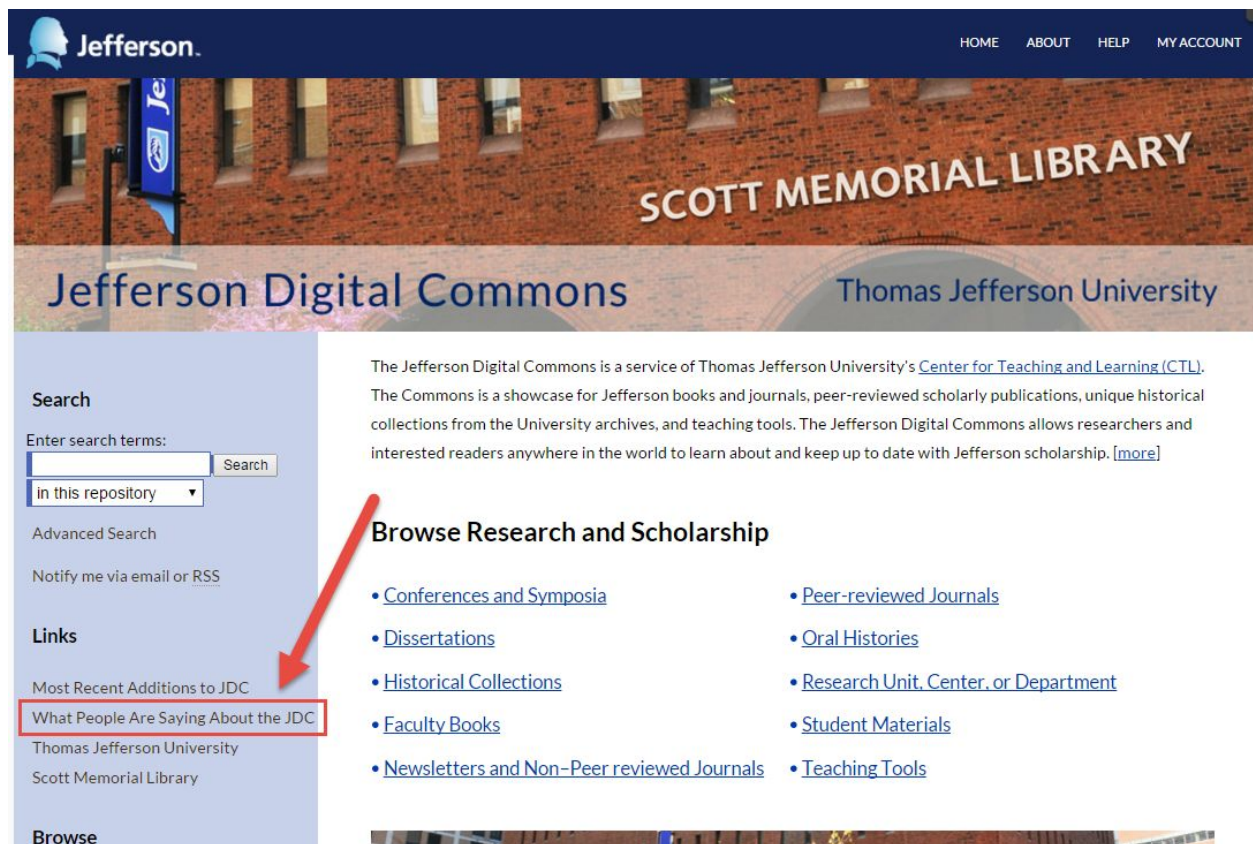 Jefferson™
HOME ABOUT HELP MY ACCOUNT
SCOTT MEMORIAL LIBRARY
Jefferson Digital Commons
Thomas Jefferson University
Search
Enter search terms:
Search
in this repository
Advanced Search
Notify me via email or RSS
Links
Most Recent Additions to JDC
What People Are Saying About the JDC
Thomas Jefferson University
Scott Memorial Library
Browse
The Jefferson Digital Commons is a service of Thomas Jefferson University's Center for Teaching and Learning (CTL).
The Commons is a showcase for Jefferson books and journals, peer-reviewed scholarly publications, unique historical
collections from the University archives, and teaching tools. The Jefferson Digital Commons allows researchers and
interested readers anywhere in the world to learn about and keep up to date with Jefferson scholarship. [more]
Browse Research and Scholarship
• Conferences and Symposia
• Dissertations
• Historical Collections
• Faculty Books
• Newsletters and Non–Peer reviewed Journals
• Peer-reviewed Journals
• Oral Histories
• Research Unit, Center, or Department
• Student Materials
• Teaching Tools